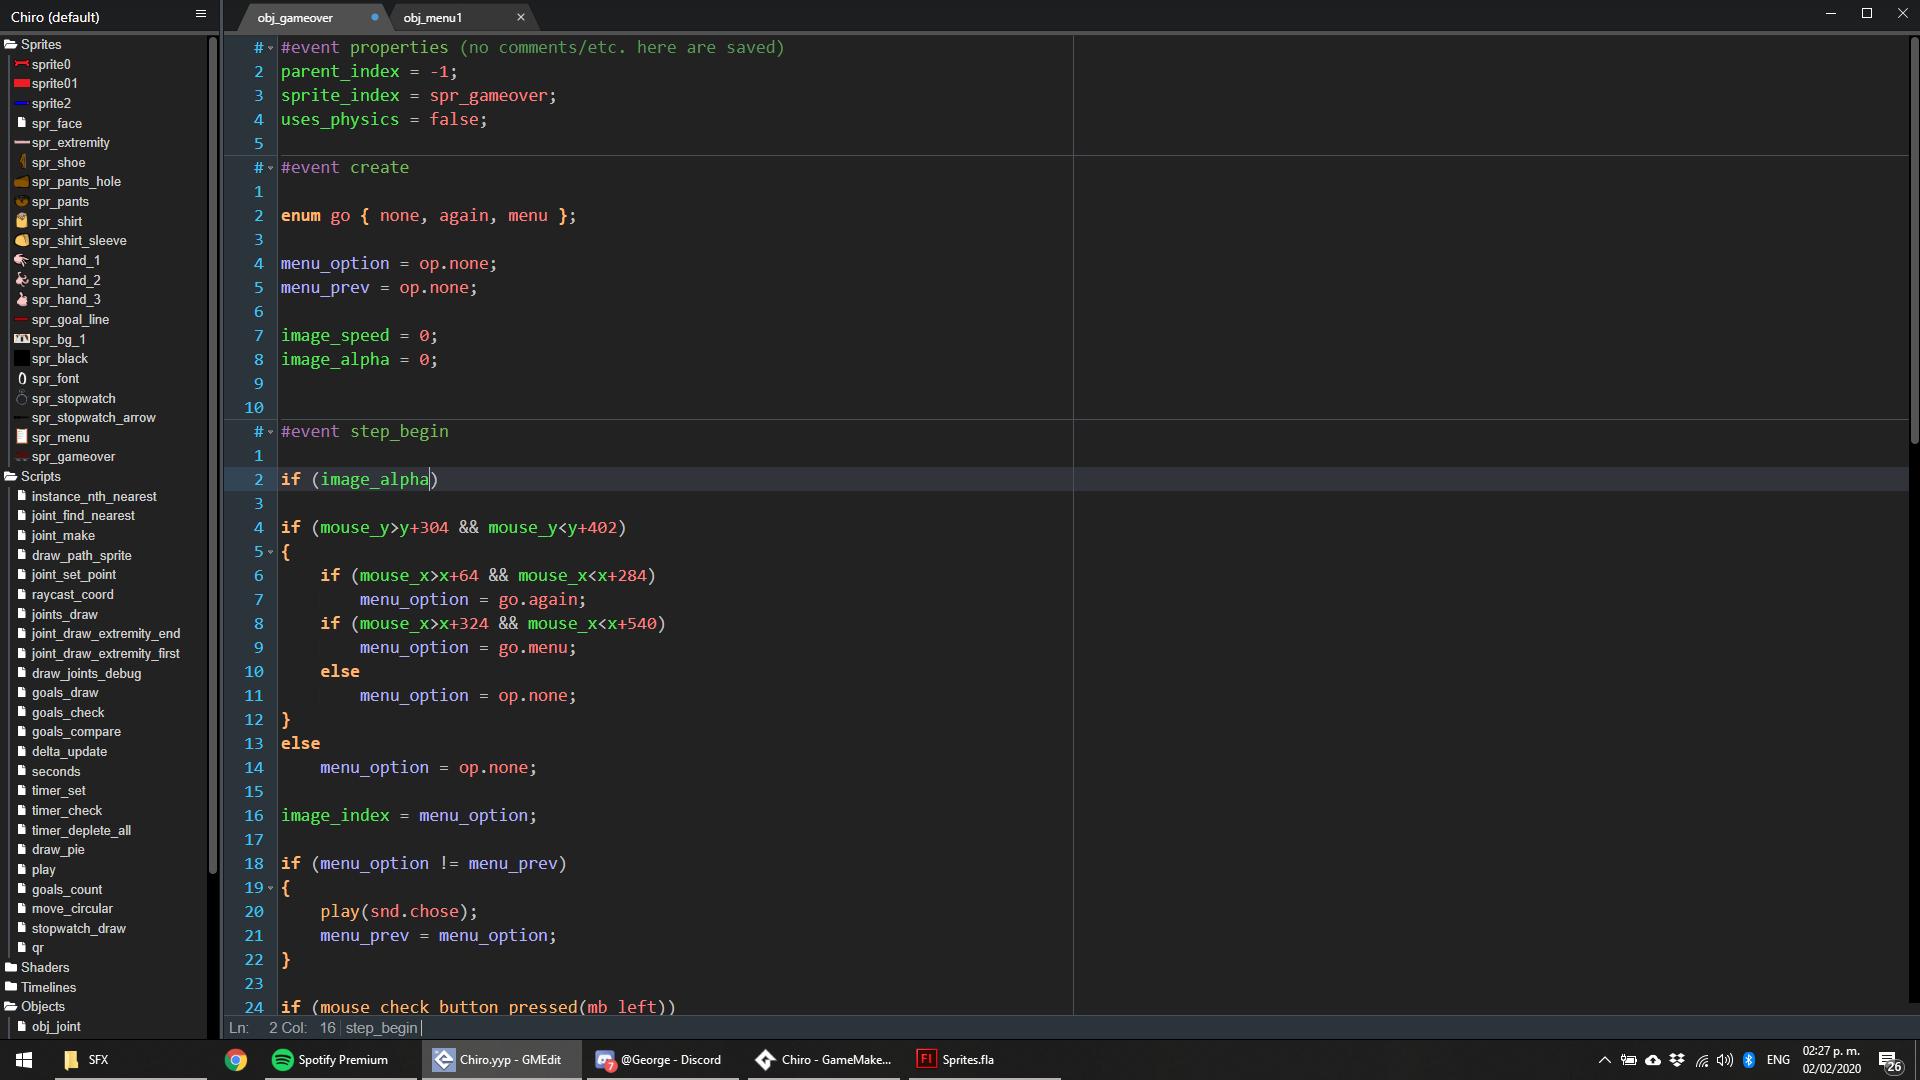 Chiro (default)
obj_gameover
obj_menu1
Sprites
sprite0
sprite01
sprite2
spr_face
spr_extremity
spr_shoe
spr_pants_hole
spr_pants
spr_shirt
spr_shirt_sleeve
spr_hand_1
spr_hand_2
spr_hand_3
spr_goal_line
spr_bg_1
spr_black
spr_font
spr_stopwatch
spr_stopwatch_arrow
spr_menu
spr_gameover
Scripts
instance_nth_nearest
joint_find_nearest
joint_make
draw_path_sprite
joint_set_point
raycast_coord
joints_draw
joint_draw_extremity_end
joint_draw_extremity_first
draw_joints_debug
goals_draw
goals_check
goals_compare
delta_update
seconds
timer_set
timer_check
timer_deplete_all
draw_pie
play
goals_count
move_circular
stopwatch_draw
qr
Shaders
Timelines
Objects
obj_joint
# #event properties (no comments/etc. here are saved)
2 parent_index = -1;
3 sprite_index = spr_gameover;
4 uses_physics = false;
5
# #event create
1
2 enum go { none, again, menu };
3
4 menu_option = op.none;
5 menu_prev = op.none;
6
7 image_speed = 0;
8 image_alpha = 0;
9
10
# #event step_begin
1
2 if (image_alpha)
3
4 if (mouse_y>y+304 && mouse_y<y+402)
5 {
6 if (mouse_x>x+64 && mouse_x<x+284)
7 menu_option = go.again;
8 if (mouse_x>x+324 && mouse_x<x+540)
9 menu_option = go.menu;
10 else
11 menu_option = op.none;
12 }
13 else
14 menu_option = op.none;
15
16 image_index = menu_option;
17
18 if (menu_option != menu_prev)
19 {
20 play(snd.chose);
21 menu_prev = menu_option;
22 }
23
24 if (mouse_check_button_pressed(mb_left))
Ln: 2 Col: 16 step_begin
SFX
Spotify Premium
Chiro.yyp - GMEdit
7
@George - Discord
Chiro - GameMake...
Fl
Sprites.fla
ENG
02:27 p. m.
02/02/2020
26